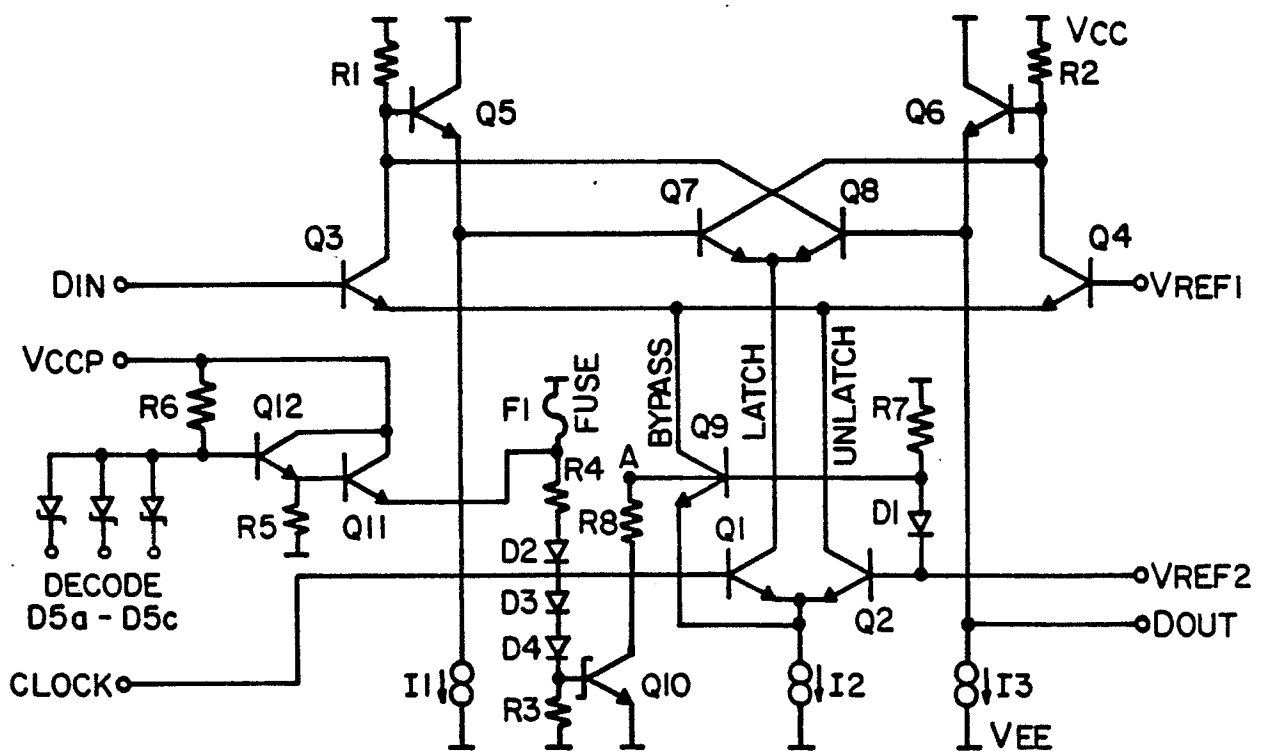 VCC
R1
R2
Q5
Q6
Q7
Q8
Q3
Q4
DIN
VREF1
VCCP
BYPASS
LATCH
UNLATCH
FUSE
F1
R6
Q12
R7
Q9
A
R4
R5
Q11
R8
Q1
D1
D2
DECODE
D5a - D5c
D3
VREF2
Q2
DOUT
D4
CLOCK
I1
Q10
I2
I3
R3
VEE